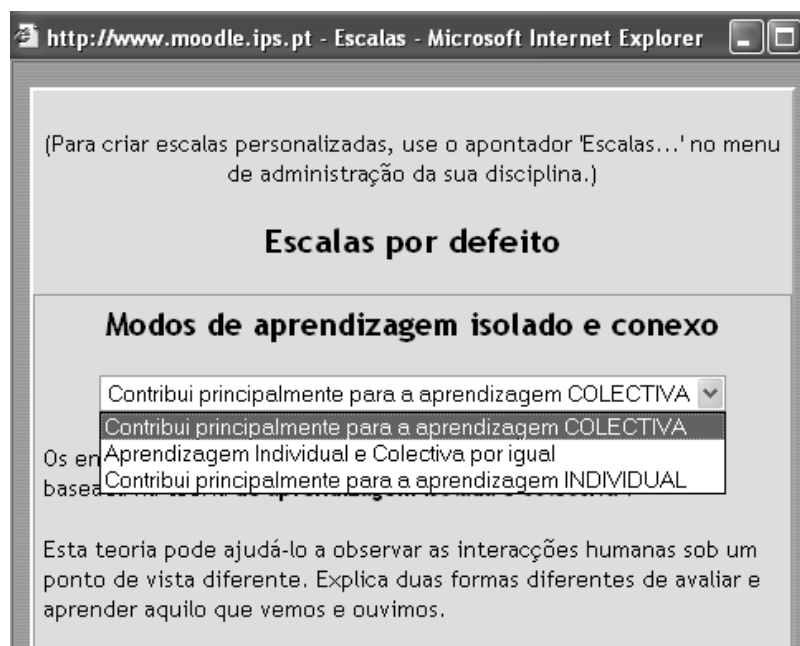 http://www.moodle.ips.pt - Escalas - Microsoft Internet Explorer
(Para criar escalas personalizadas, use o apontador 'Escalas...' no menu
de administração da sua disciplina.)
Escalas por defeito
Modos de aprendizagem isolado e conexo
Contribui principalmente para a aprendizagem COLECTIVA
Contribui principalmente para a aprendizagem COLECTIVA
Os
Aprendizagem Individual e Colectiva por igual
Contribui principalmente para a aprendizagem INDIVIDUAL
Esta teoria pode ajudá-lo a observar as interacções humanas sob um
ponto de vista diferente. Explica duas formas diferentes de avaliar e
aprender aquilo que vemos e ouvimos.